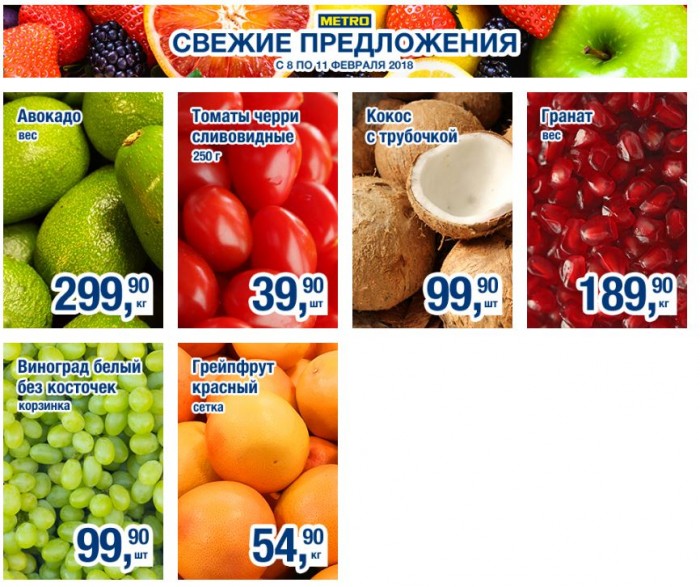 METRO
СВЕЖИЕ ПРЕДЛОЖЕНИЯ
С 8 ПО 11 ФЕВРАЛЯ 2018
Авокадо
вес
299,90
кг
Томаты черри
сливовидные
250 г
39,90
шт
Кокос
с трубочкой
99,90
шт
Гранат
вес
189,90
кг
Виноград белый
без косточек
корзинка
99,90
шт
Грейпфрут
красный
сетка
54,90
кг